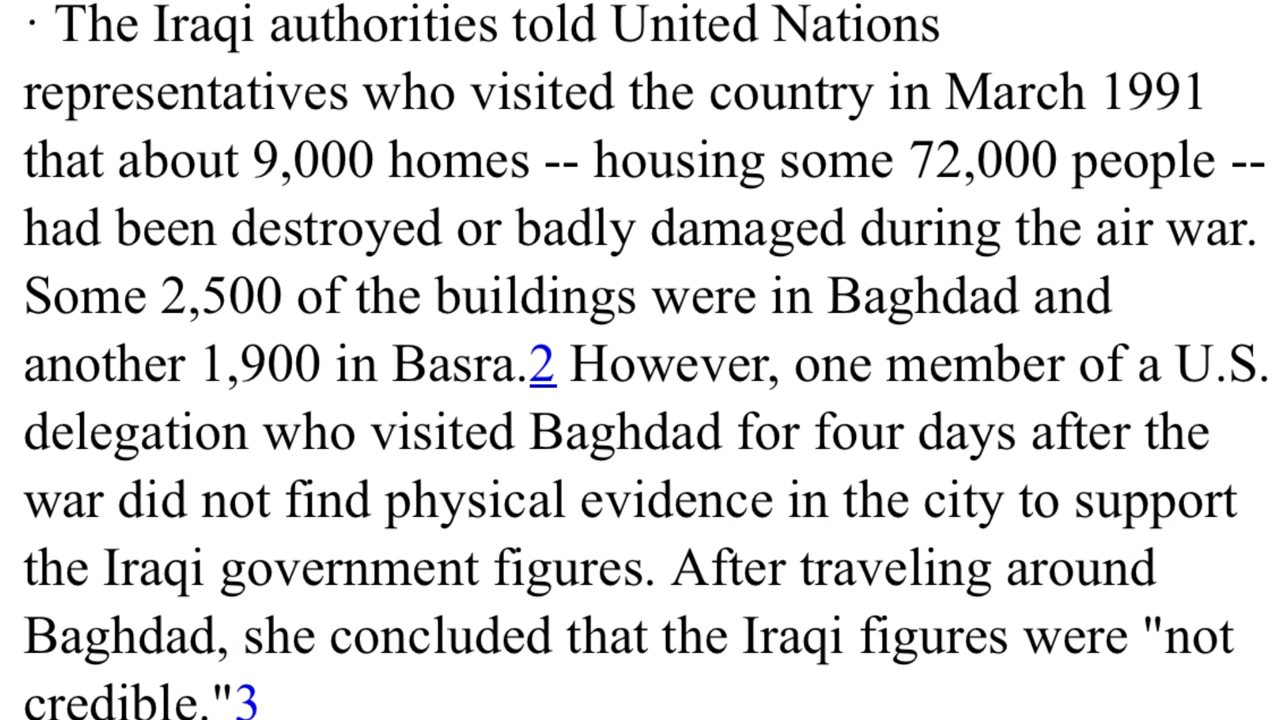 · The Iraqi authorities told United Nations
representatives who visited the country in March 1991
that about 9,000 homes -- housing some 72,000 people --
had been destroyed or badly damaged during the air war.
Some 2,500 of the buildings were in Baghdad and
another 1,900 in Basra.2 However, one member of a U.S.
delegation who visited Baghdad for four days after the
war did not find physical evidence in the city to support
the Iraqi government figures. After traveling around
Baghdad, she concluded that the Iraqi figures were "not
credible."3